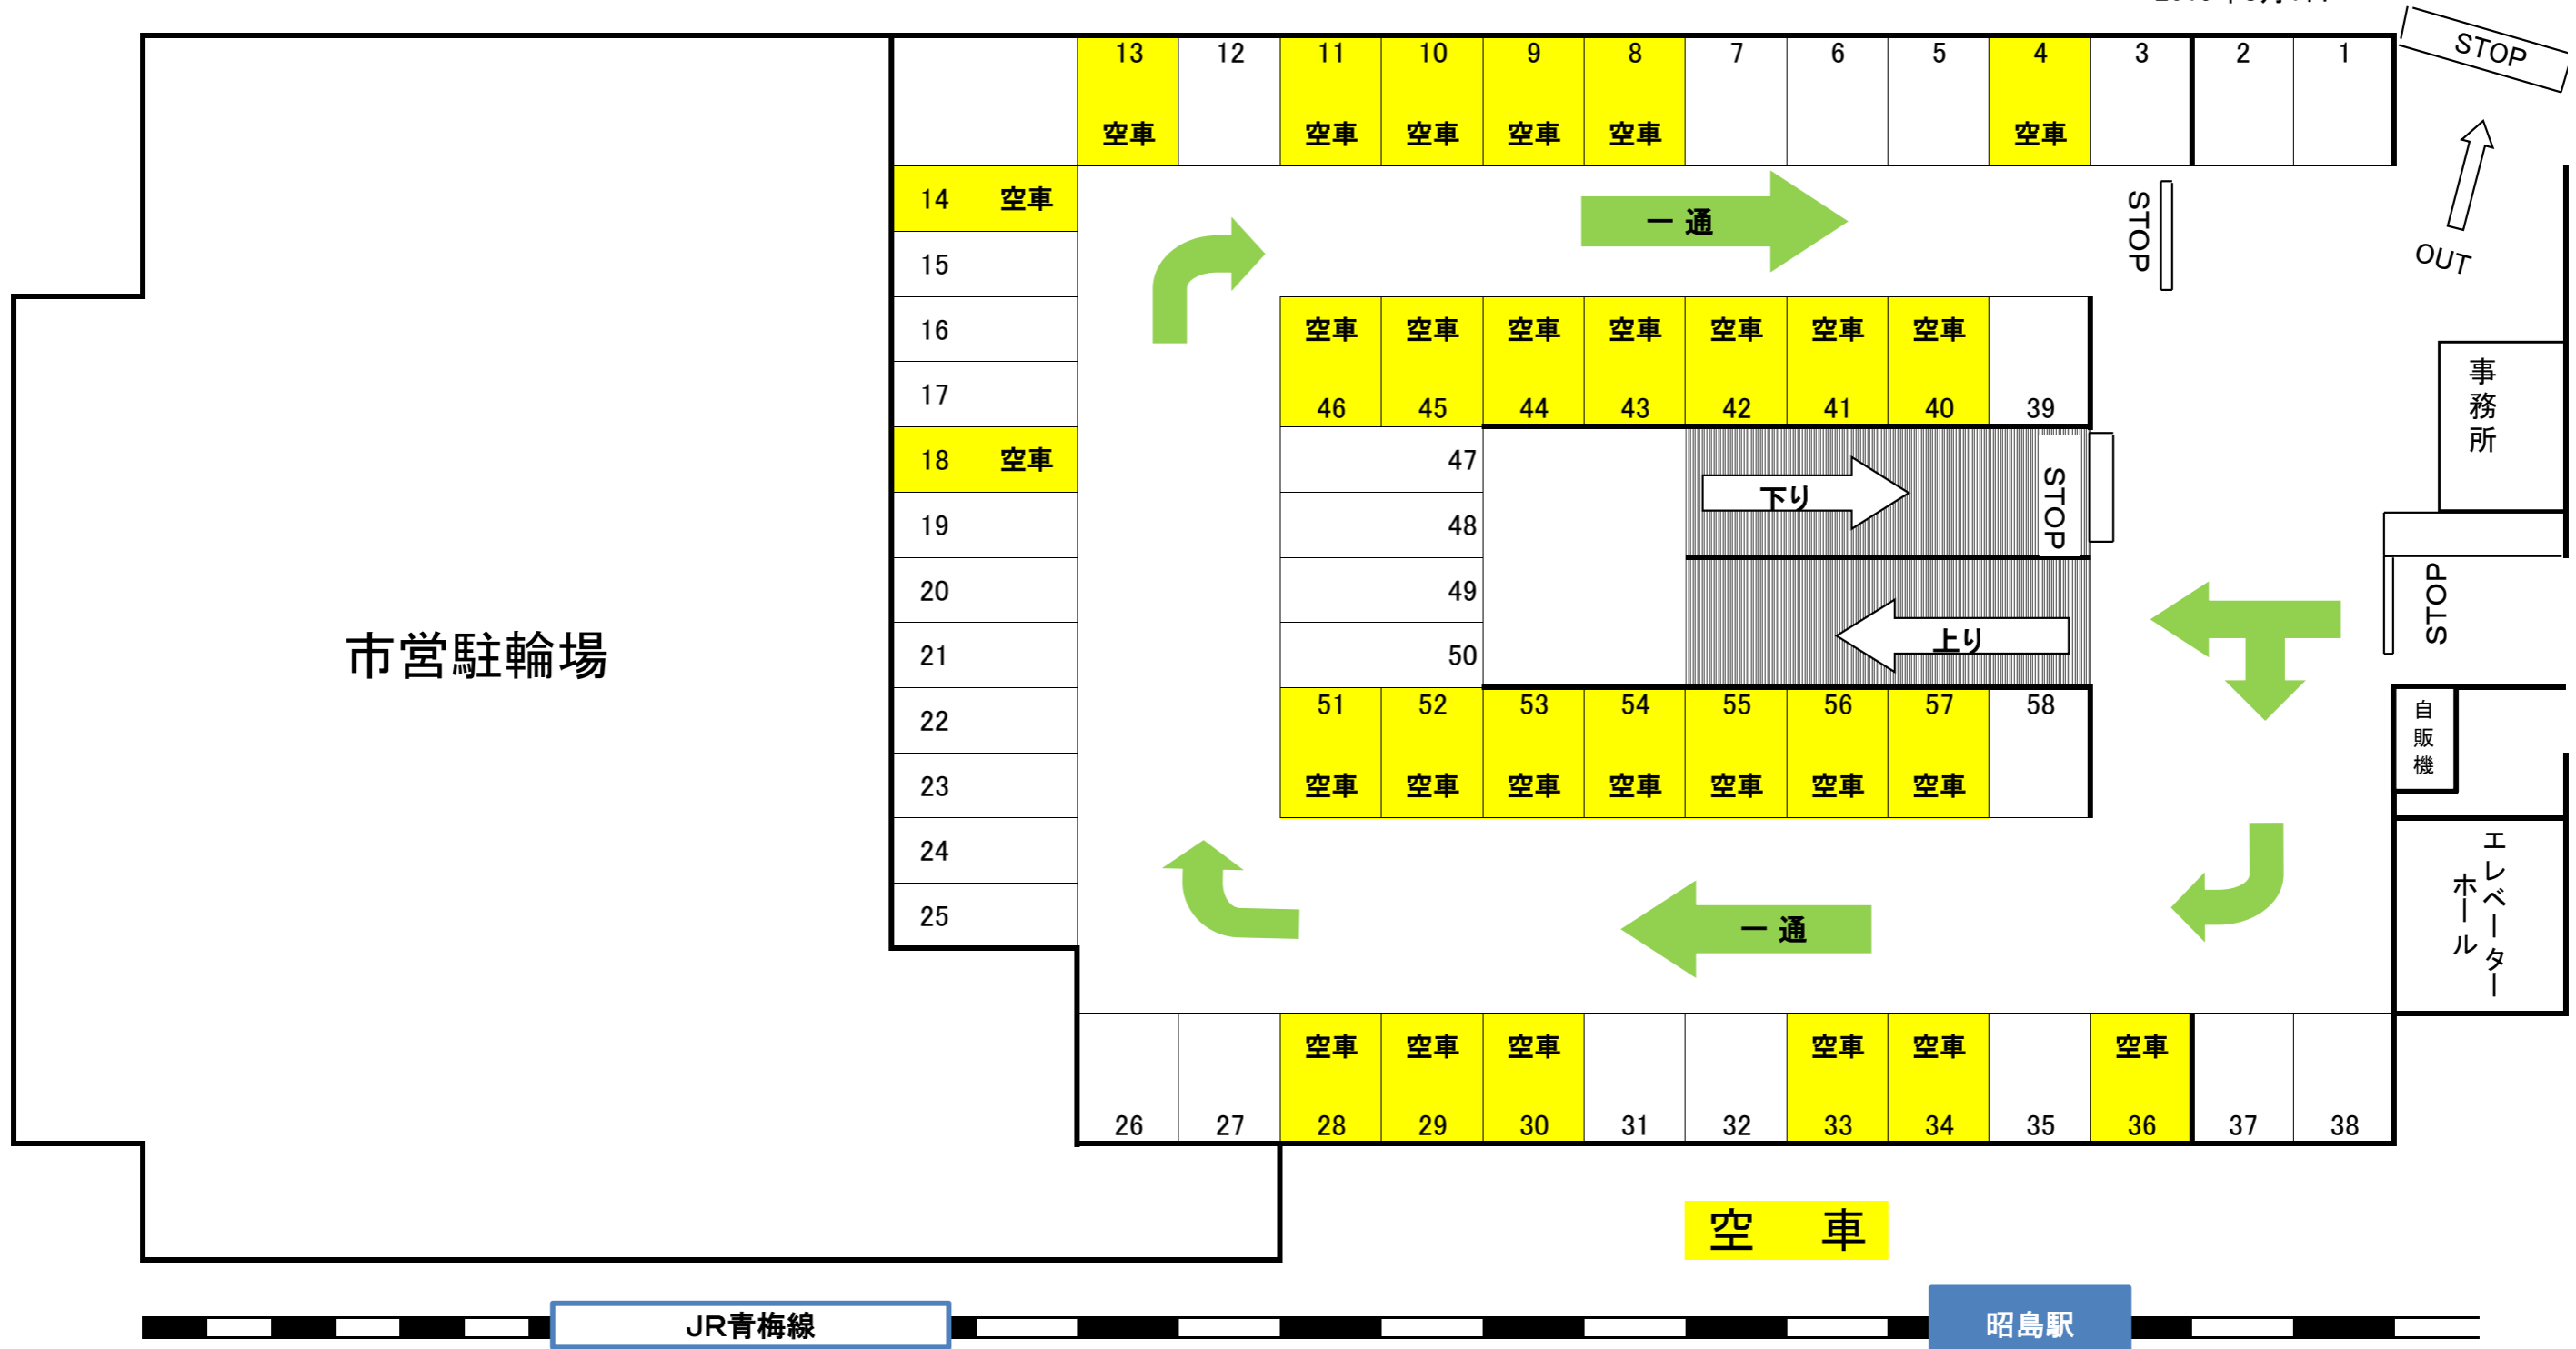 STOP
13 12 11 10 9 8 7 6 5 4 3 2 1
空車 空車 空車 空車 空車 空車
14 空車
一 通
STOP
OUT
15
16
空車 空車 空車 空車 空車 空車 空車
17
46 45 44 43 42 41 40 39
事務所
18 空車
47
下り
STOP
19
48
20
49
STOP
21
50
上り
市営駐輪場
22
51 52 53 54 55 56 57 58
自販機
23
空車 空車 空車 空車 空車 空車 空車
24
25
一 通
エレベーター
ホール
空車 空車 空車 空車 空車 空車
26 27 28 29 30 31 32 33 34 35 36 37 38
空 車
JR青梅線
昭島駅